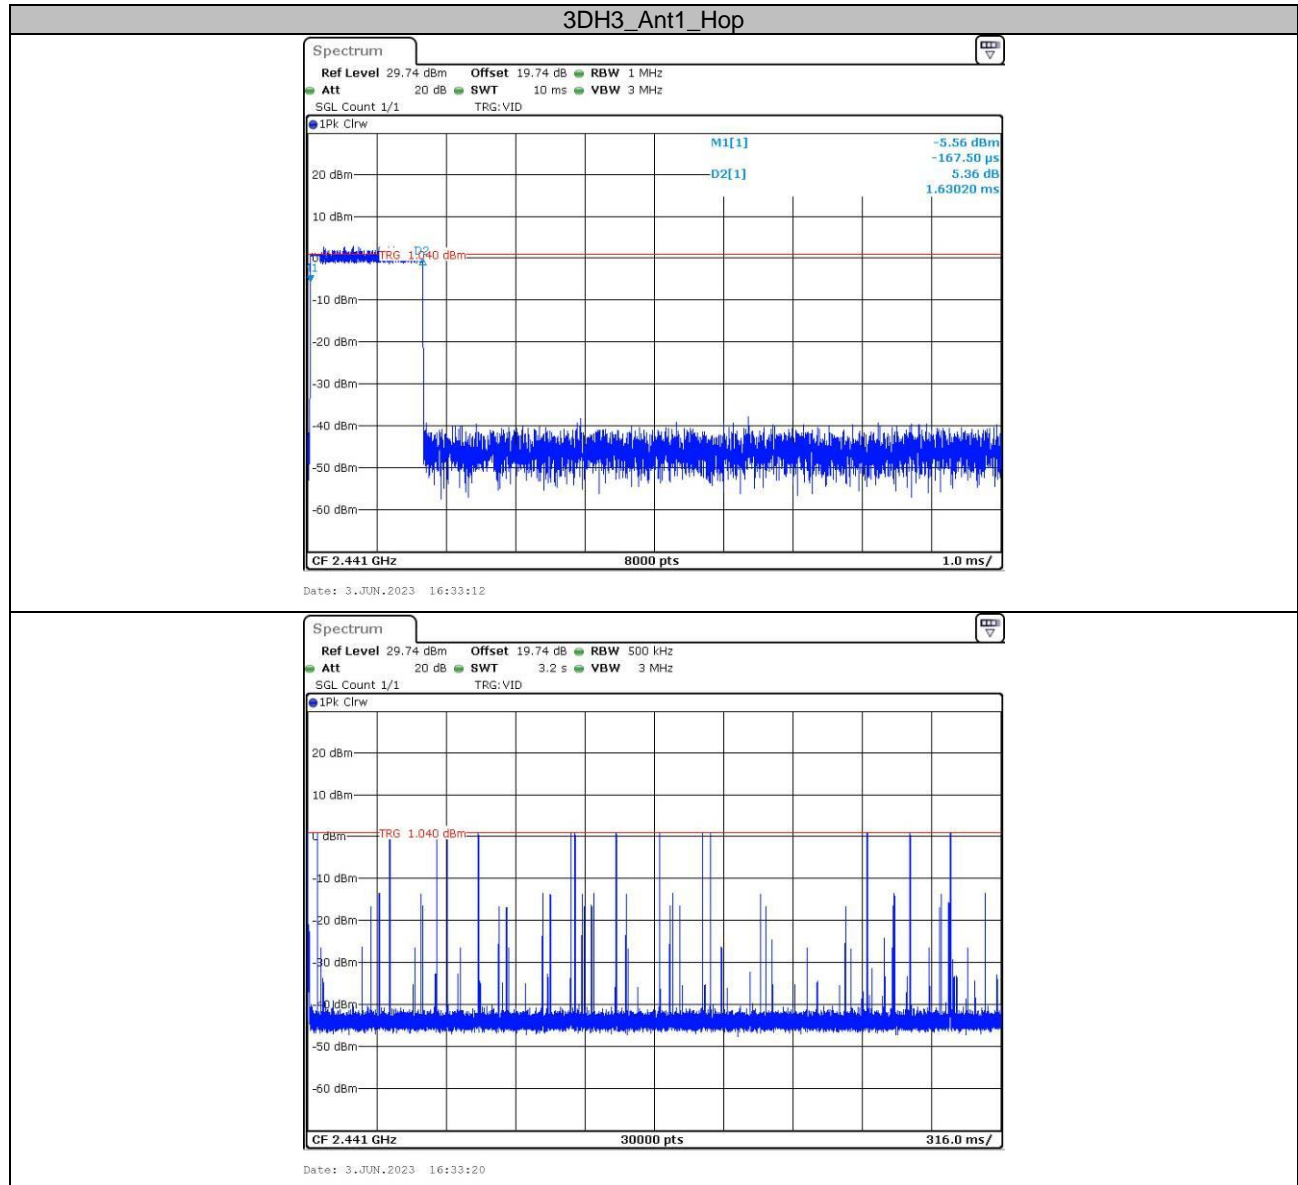 3DH3_Ant1_Hop
Spectrum
Ref Level 29.74 dBm Offset 19.74 dB RBW 1 MHz
Att 20 dB SWT 10 ms VBW 3 MHz
SGL Count 1/1 TRG:VID
1Pk Clrw
M1[1] -5.56 dBm
-167.50 µs
20 dBm D2[1] 5.36 dB
1.63020 ms
10 dBm
D2
TRG 1.040 dBm
-10 dBm
-20 dBm
-30 dBm
-40 dBm
-50 dBm
-60 dBm
CF 2.441 GHz 8000 pts 1.0 ms/
Date: 3.JUN.2023 16:33:12
Spectrum
Ref Level 29.74 dBm Offset 19.74 dB RBW 500 kHz
Att 20 dB SWT 3.2 s VBW 3 MHz
SGL Count 1/1 TRG:VID
1Pk Clrw
20 dBm
10 dBm
0 dBm TRG 1.040 dBm
-10 dBm
-20 dBm
-30 dBm
-40 dBm
-50 dBm
-60 dBm
CF 2.441 GHz 30000 pts 316.0 ms/
Date: 3.JUN.2023 16:33:20